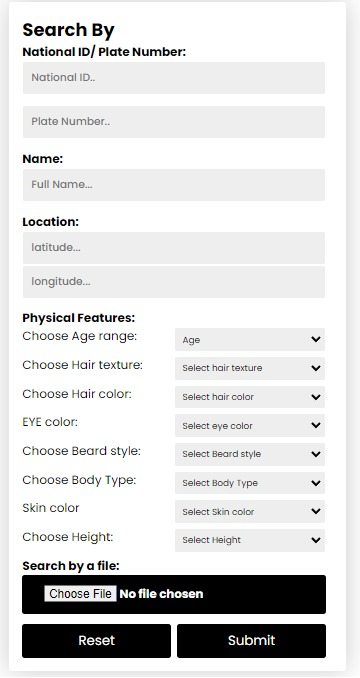 Search By
National ID/ Plate Number:
National ID..
Plate Number..
Name:
Full Name...
Location:
latitude...
longitude...
Physical Features:
Choose Age range: Age
Choose Hair texture: Select hair texture
Choose Hair color: Select hair color
EYE color: Select eye color
Choose Beard style: Select Beard style
Choose Body Type: Select Body Type
Skin color Select Skin color
Choose Height: Select Height
Search by a file:
Choose File No file chosen
Reset Submit